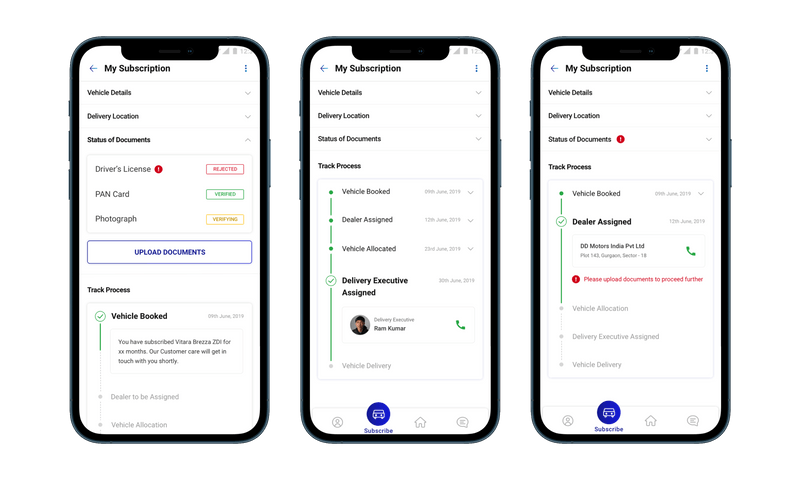 My Subscription
Vehicle Details
Delivery Location
Status of Documents
Driver's License
REJECTED
PAN Card
VERIFIED
Photograph
VERIFYING
UPLOAD DOCUMENTS
Track Process
Vehicle Booked
09th June, 2019
You have subscribed Vitara Brezza ZDI for
xx months. Our Customer care will get in
touch with you shortly.
Dealer to be Assigned
Vehicle Allocation
My Subscription
Vehicle Details
Delivery Location
Status of Documents
Track Process
Vehicle Booked
09th June, 2019
Dealer Assigned
12th June, 2019
Vehicle Allocated
23rd June, 2019
Delivery Executive
Assigned
30th June, 2019
Delivery Executive
Ram Kumar
Vehicle Delivery
Subscribe
My Subscription
Vehicle Details
Delivery Location
Status of Documents
Track Process
Vehicle Booked
09th June, 2019
Dealer Assigned
12th June, 2019
DD Motors India Pvt Ltd
Plot 143, Gurgaon, Sector - 18
Please upload documents to proceed further
Vehicle Allocation
Delivery Executive Assigned
Vehicle Delivery
Subscribe